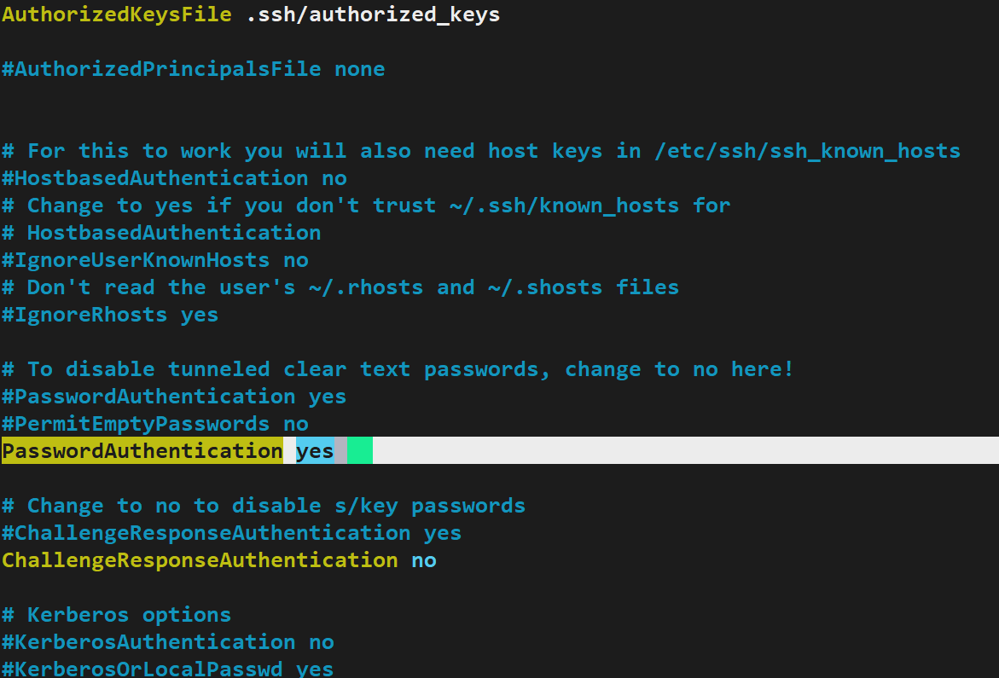 AuthorizedKeysFile .ssh/authorized_keys
#AuthorizedPrincipalsFile none
# For this to work you will also need host keys in /etc/ssh/ssh_known_hosts
#HostbasedAuthentication no
# Change to yes if you don't trust ~/.ssh/known_hosts for
# HostbasedAuthentication
#IgnoreUserKnownHosts no
# Don't read the user's ~/.rhosts and ~/.shosts files
#IgnoreRhosts yes
# To disable tunneled clear text passwords, change to no here!
#PasswordAuthentication yes
#PermitEmptyPasswords no
PasswordAuthentication yes
# Change to no to disable s/key passwords
#ChallengeResponseAuthentication yes
ChallengeResponseAuthentication no
# Kerberos options
#KerberosAuthentication no
#KerberosOrLocalPasswd yes